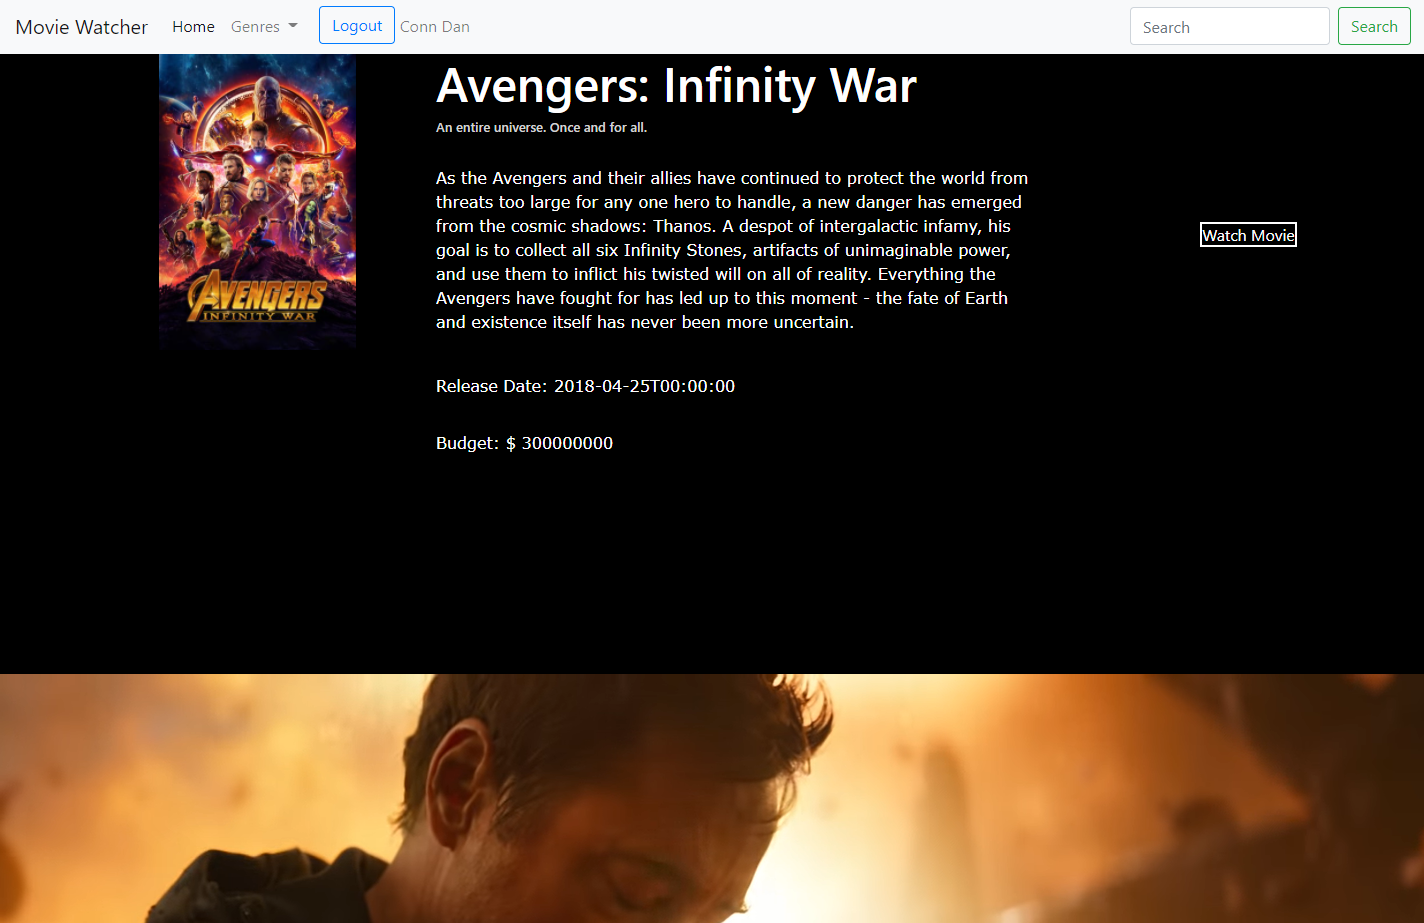 Movie Watcher Home Genres Logout Conn Dan Search Search
Avengers: Infinity War
An entire universe. Once and for all.
As the Avengers and their allies have continued to protect the world from
threats too large for any one hero to handle, a new danger has emerged
from the cosmic shadows: Thanos. A despot of intergalactic infamy, his
goal is to collect all six Infinity Stones, artifacts of unimaginable power,
and use them to inflict his twisted will on all of reality. Everything the
Avengers have fought for has led up to this moment - the fate of Earth
and existence itself has never been more uncertain.
Watch Movie
AVENGERS
INFINITY WAR
Release Date: 2018-04-25T00:00:00
Budget: $ 300000000